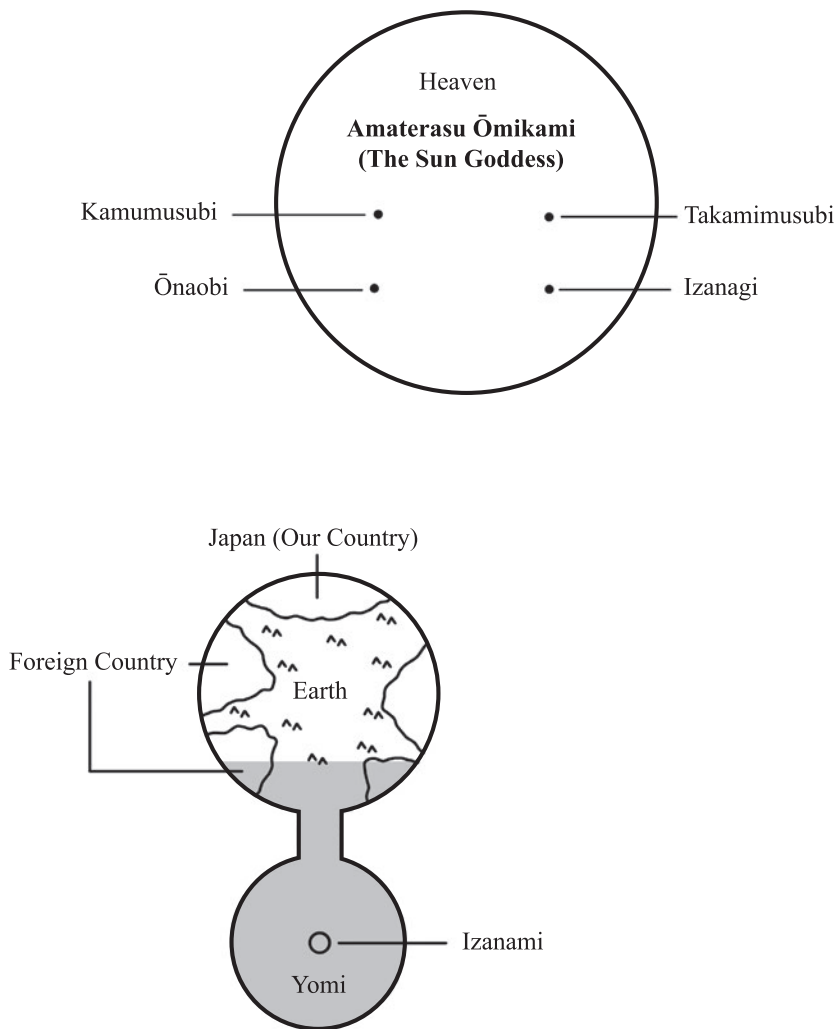 Heaven
Amaterasu Ōmikami
(The Sun Goddess)
Kamumusubi
Takamimusubi
Ōnaobi
Izanagi
Japan (Our Country)
Foreign Country
Earth
Izanami
Yomi